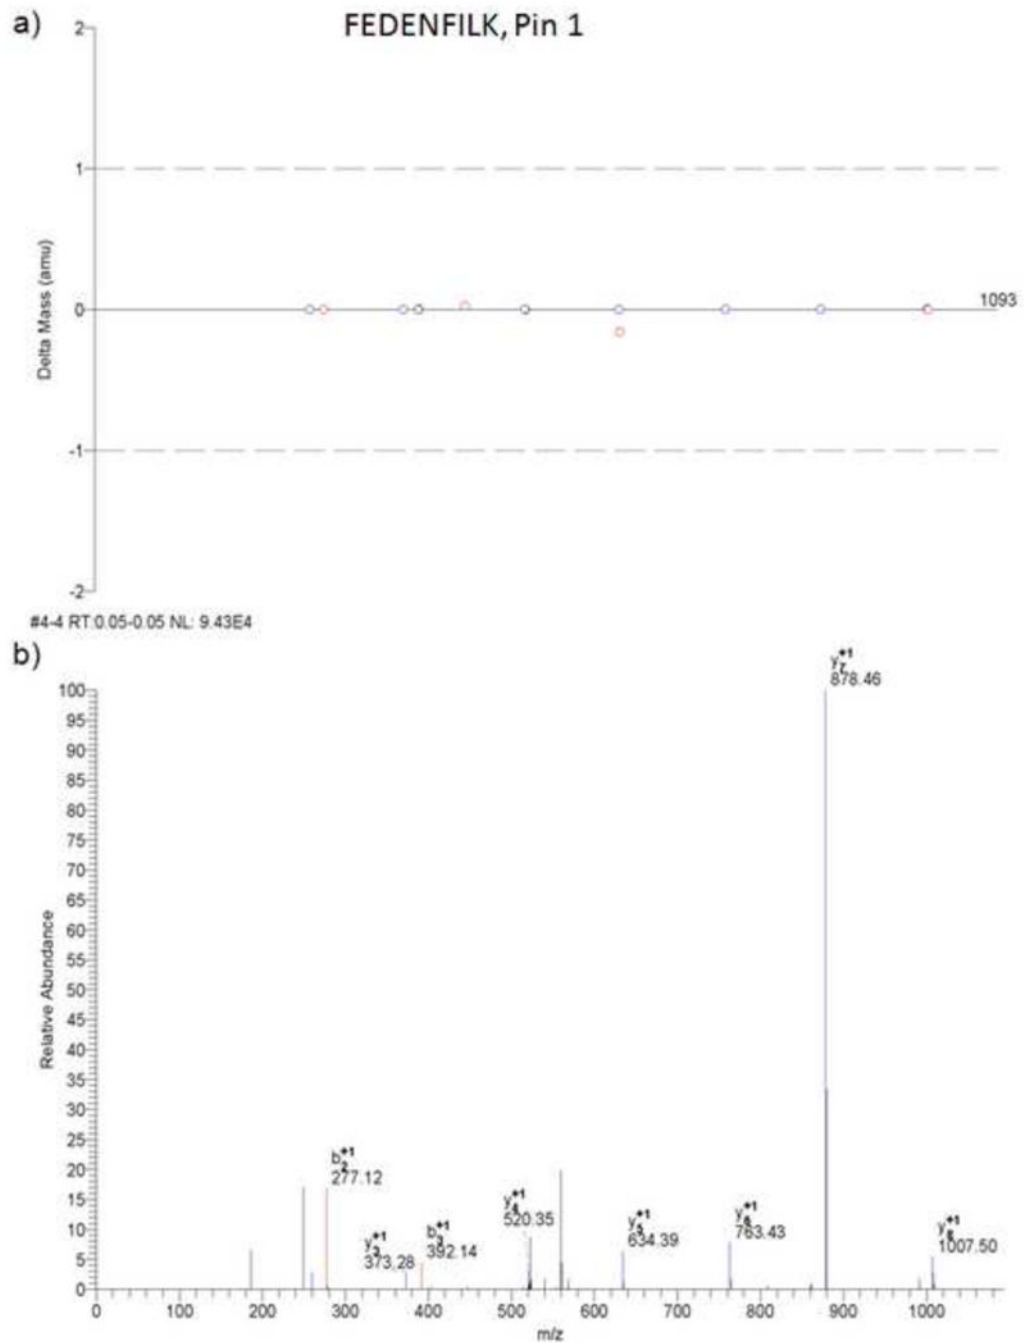 a)
FEDENFILK, Pin 1
2
1
0
-1
-2
Delta Mass (amu)
1093
#4-4 RT:0.05-0.05 NL: 9.43E4
b)
100
95
90
85
80
75
70
65
60
55
50
45
40
35
30
25
20
15
10
5
0
Relative Abundance
y7+1
878.46
b2+1
277.12
y3+1
373.28
b3+1
392.14
y4+1
520.35
y5+1
634.39
y6+1
763.43
y8+1
1007.50
0 100 200 300 400 500 600 700 800 900 1000
m/z